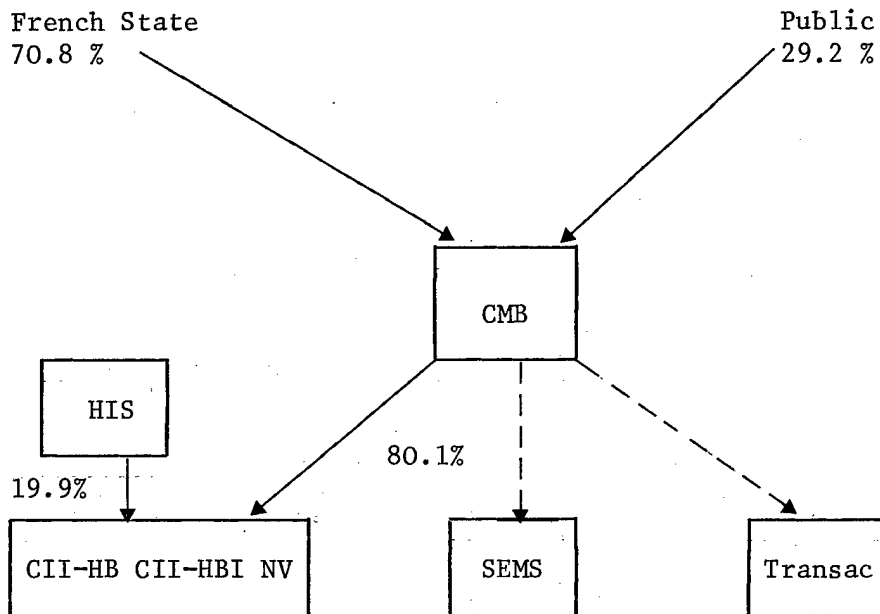 French State
70.8 %
Public
29.2 %
CMB
HIS
80.1%
19.9%
CII-HB CII-HBI NV
SEMS
Transac